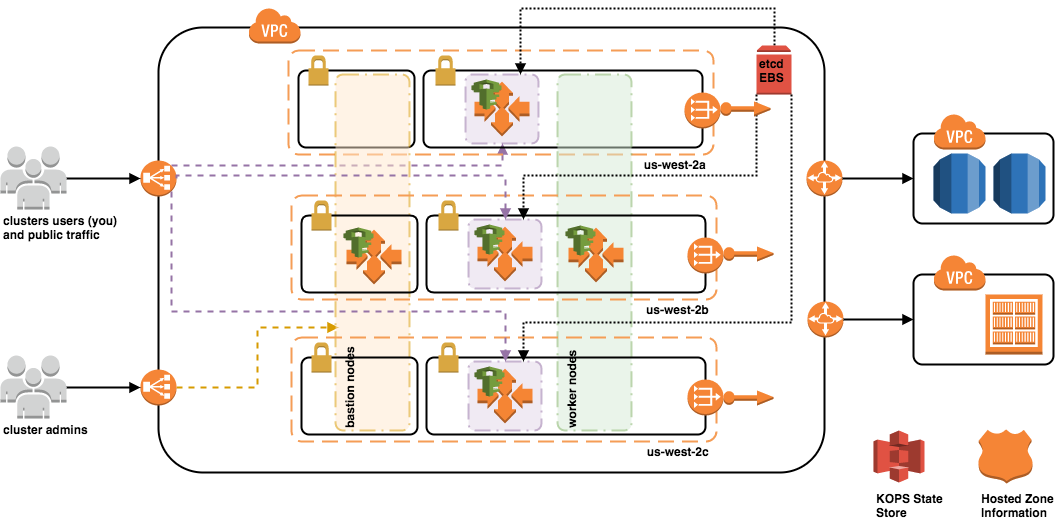 VPC
etcd
EBS
us-west-2a
VPC
clusters users (you)
and public traffic
us-west-2b
VPC
bastion nodes
worker nodes
cluster admins
us-west-2c
KOPS State
Store
Hosted Zone
Information